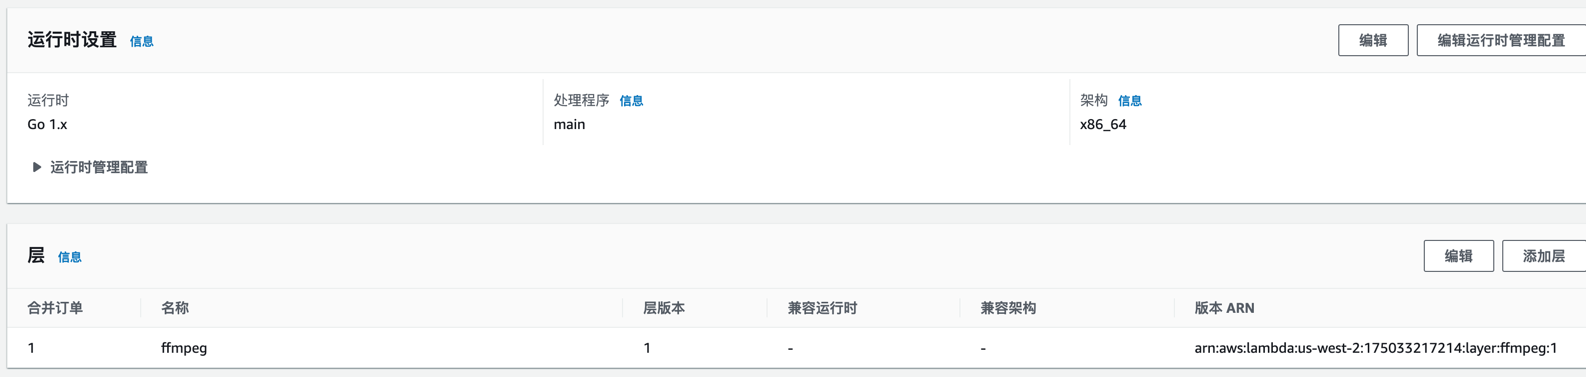 运行时设置 信息 编辑 编辑运行时管理配置
运行时 处理程序 信息 架构 信息
Go 1.x main x86_64
运行时管理配置
层 信息 编辑 添加层
合并订单 名称 层版本 兼容运行时 兼容架构 版本 ARN
1 ffmpeg 1 - - arn:aws:lambda:us-west-2:175033217214:layer:ffmpeg:1